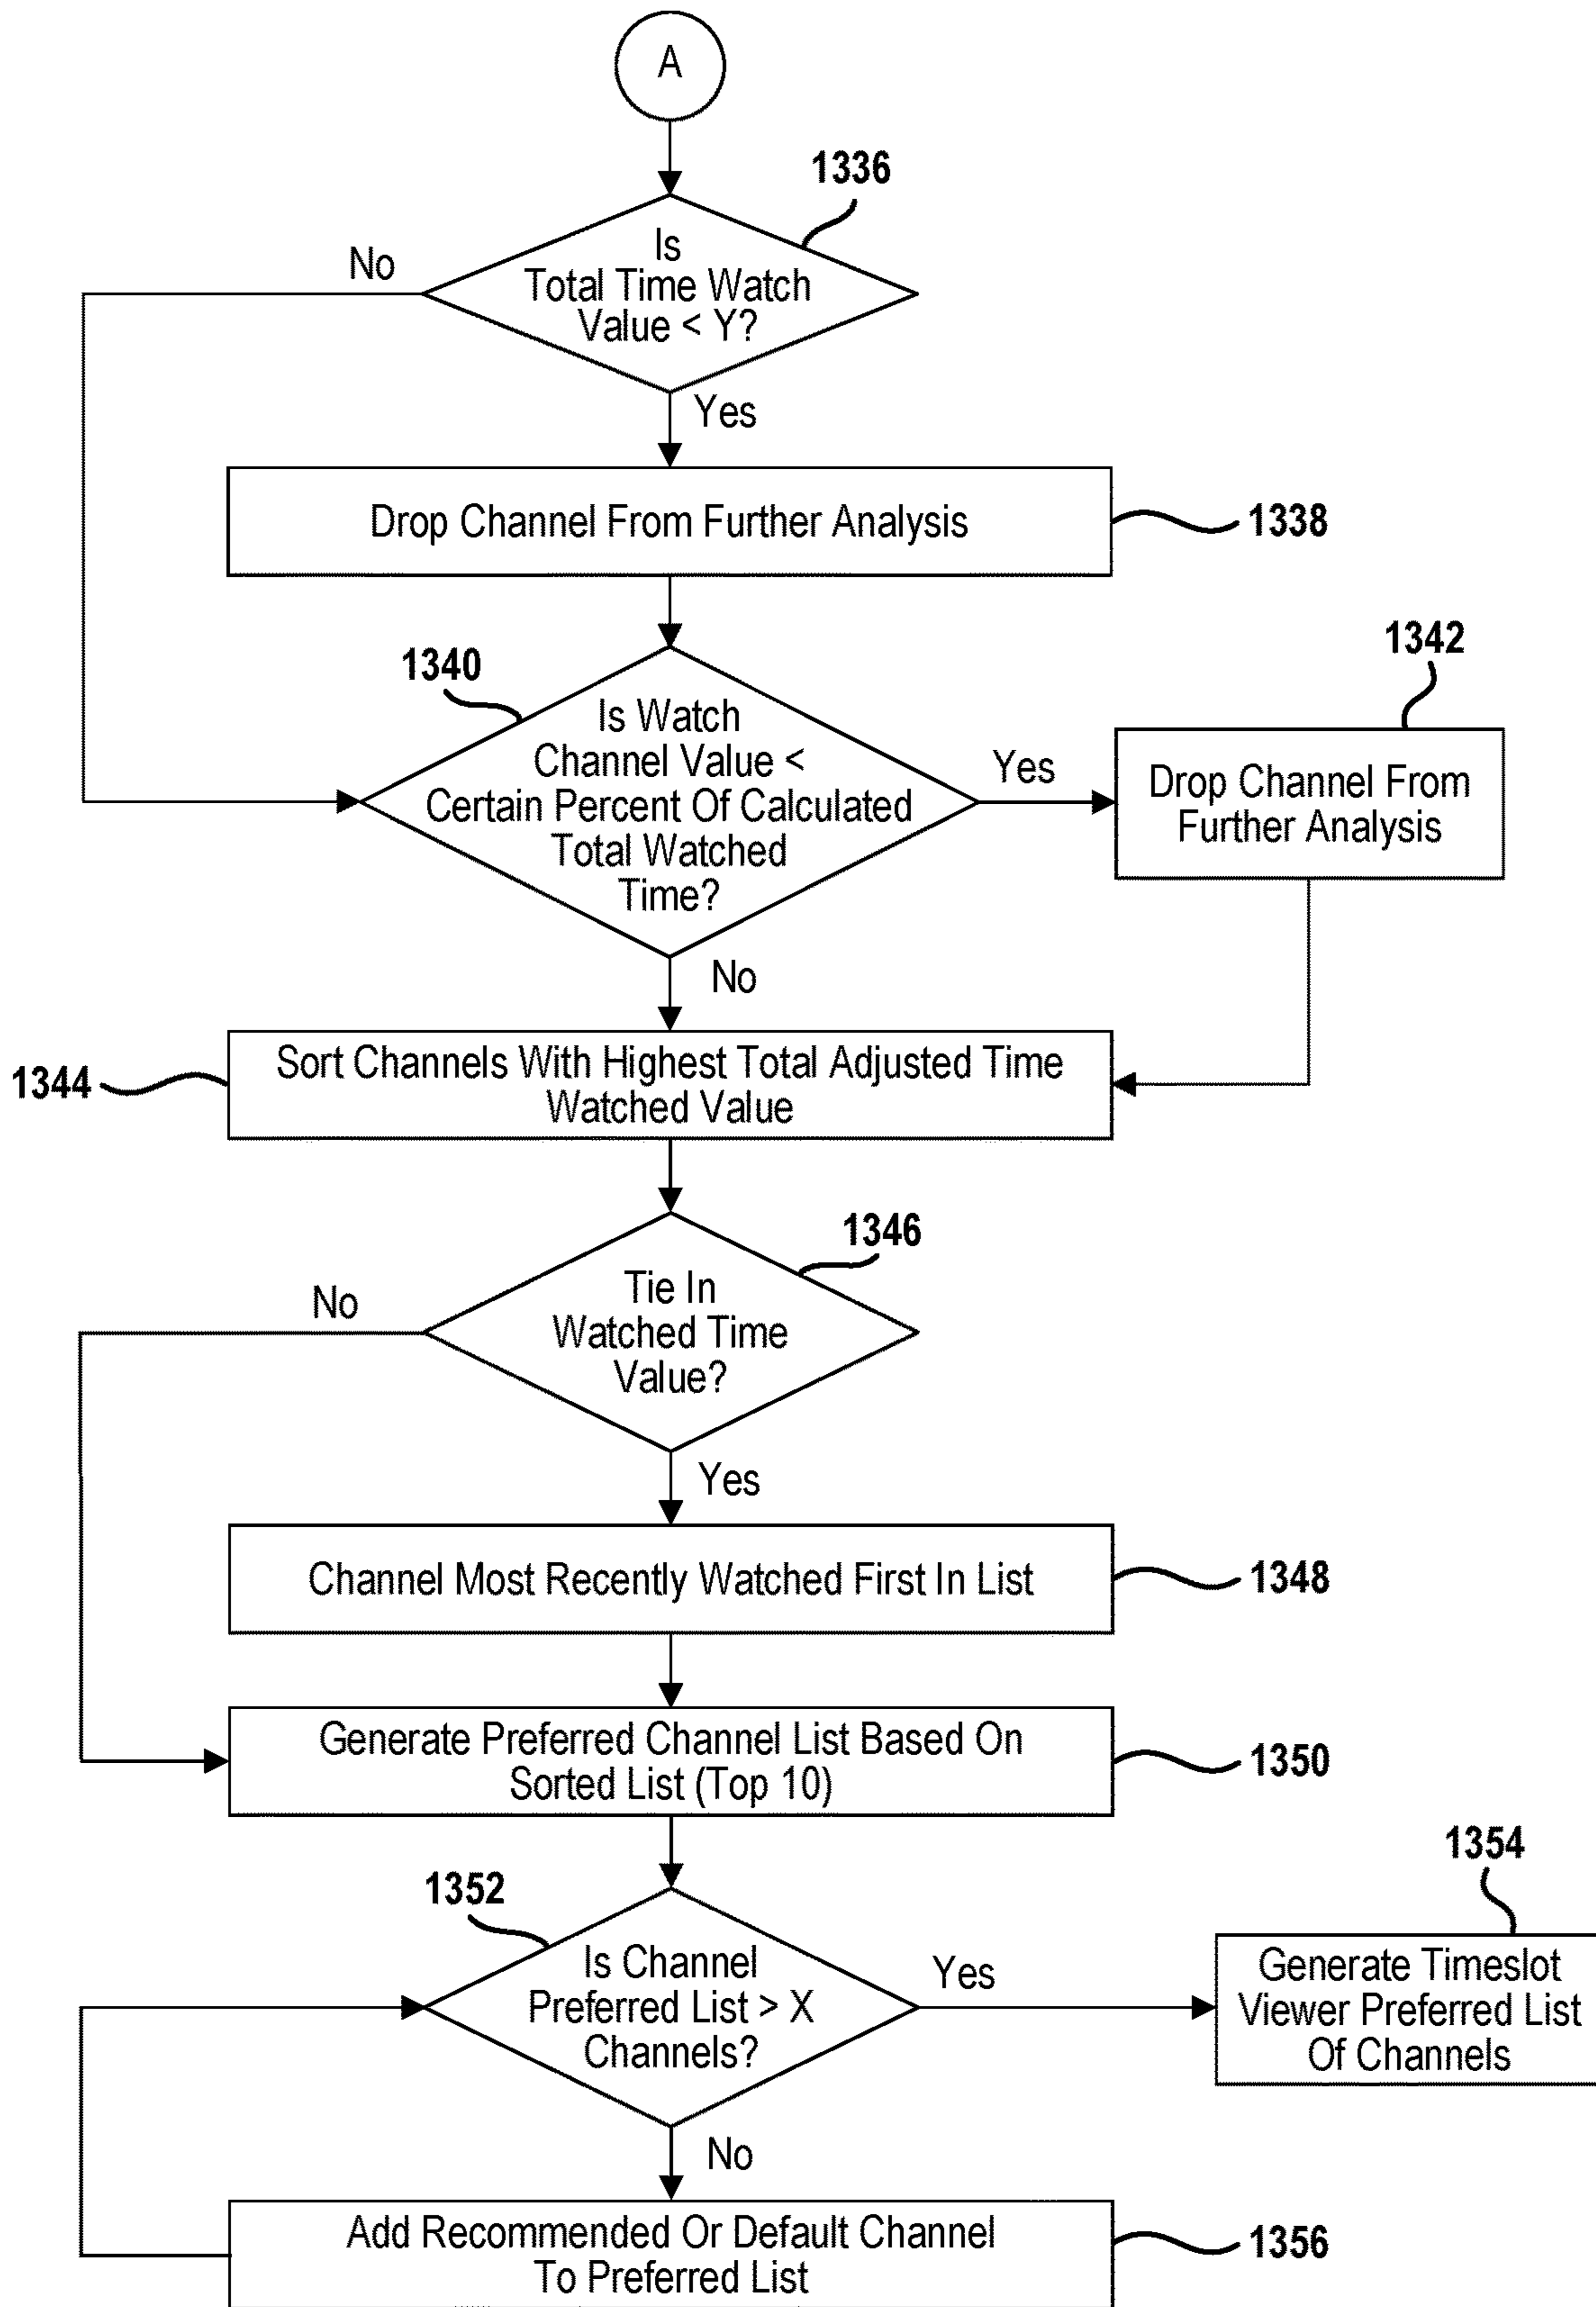 A
1336
No
Is
Total Time Watch
Value < Y?
Yes
Drop Channel From Further Analysis
1338
1340
1342
Is Watch
Channel Value <
Certain Percent Of Calculated
Total Watched
Time?
Yes
Drop Channel From
Further Analysis
No
1344
Sort Channels With Highest Total Adjusted Time
Watched Value
1346
No
Tie In
Watched Time
Value?
Yes
Channel Most Recently Watched First In List
1348
Generate Preferred Channel List Based On
Sorted List (Top 10)
1350
1352
1354
Is Channel
Preferred List > X
Channels?
Yes
Generate Timeslot
Viewer Preferred List
Of Channels
No
Add Recommended Or Default Channel
To Preferred List
1356